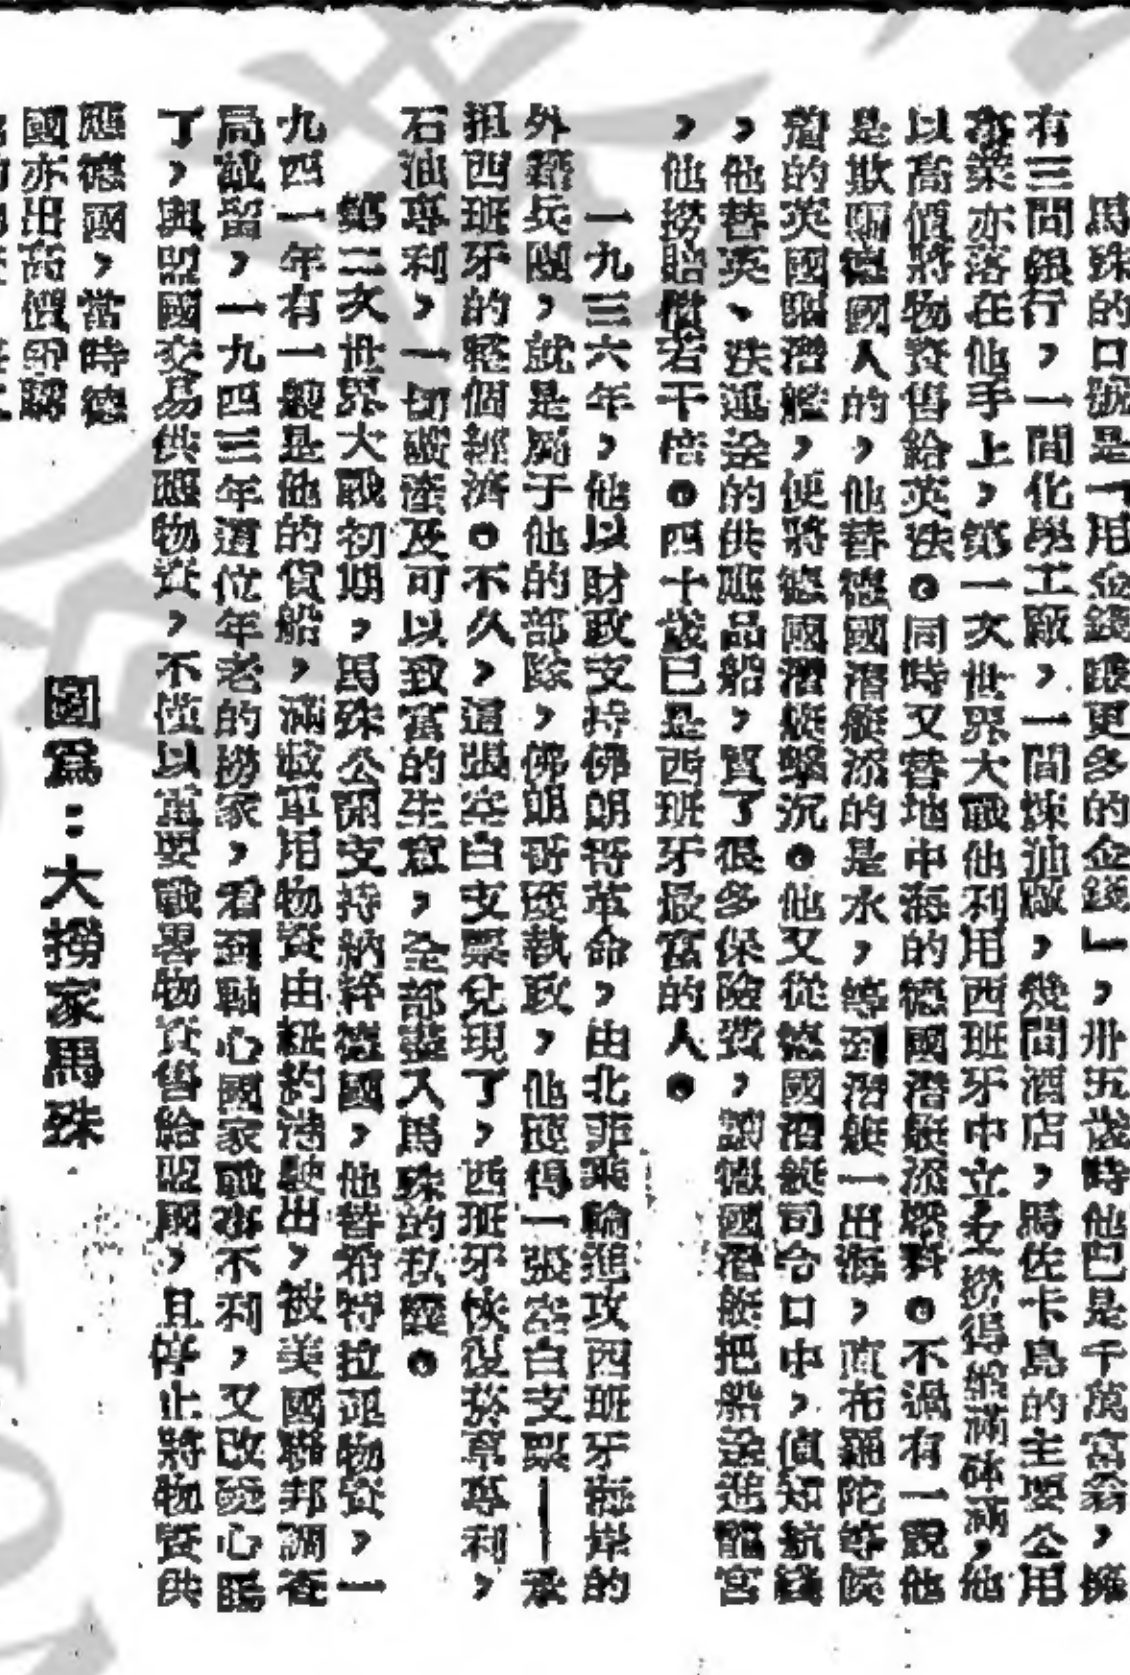 馬殊的口號是「用金錢賺更多的金錢」，卅五歲時他已是千萬富翁，擁
有三間銀行，一間化學工廠，一間煉油廠，幾間酒店，馬佐卡島的主要公用
事業亦落在他手上，第一次世界大戰他利用西班牙中立又撈得盤滿砵滿，他
以高價將物資售給英法。同時又替地中海的德國潛艇添燃料。不過有一說他
是欺騙德國人的，他替德國潛艇添的是水，等到潛艇一出海，直布羅陀等候
着的英國驅潛艦，便將德國潛艇擊沉。他又從德國潛艇司令口中，偵知航綫
，他替英、法運送的供應品船，買了很多保險費，讓德國潛艇把船送進龍宮
，他撈賠償若干倍。四十歲已是西班牙最富的人。
一九三六年，他以財政支持佛朗哥革命，由北菲乘輪進攻西班牙海岸的
外籍兵團，就是屬于他的部隊，佛朗哥旣執政，他獲得一張空白支票——承
担西班牙的整個經濟。不久，這張空白支票兌現了，西班牙恢復菸草專利，
石油專利，一切礦產及可以致富的生意，全部盡入馬殊的私囊。
第二次世界大戰初期，馬殊公開支持納粹德國，他替希特拉運物資，一
九四一年有一艘是他的貨船，滿載軍用物資由紐約港駛出，被美國聯邦調查
局截留，一九四三年這位年老的撈家，看到軸心國家戰事不利，又改變心腸
了，與盟國交易供應物資，不僅以重要戰畧物資售給盟國，且停止將物資供
應德國，當時德
國亦出高價爭購
圖爲：大撈家馬殊